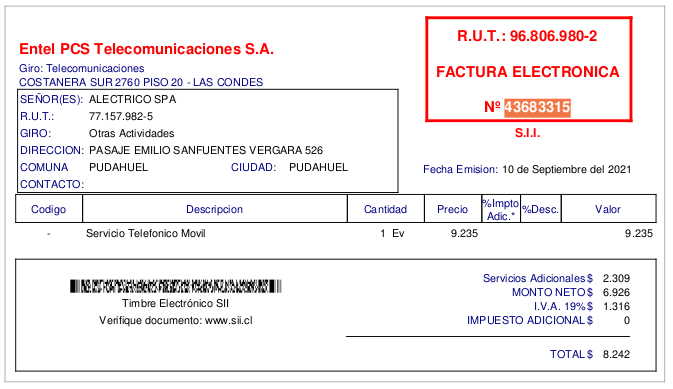 Entel PCS Telecomunicaciones S.A.
Giro: Telecomunicaciones
COSTANERA SUR 2760 PISO 20 - LAS CONDES
R.U.T.: 96.806.980-2
FACTURA ELECTRONICA
Nº 43683315
S.I.I.
SEÑOR(ES): ALECTRICO SPA
R.U.T.: 77.157.982-5
GIRO: Otras Actividades
DIRECCION: PASAJE EMILIO SANFUENTES VERGARA 526
COMUNA PUDAHUEL CIUDAD: PUDAHUEL
CONTACTO:
Fecha Emision: 10 de Septiembre del 2021
Codigo Descripcion Cantidad Precio %Impto Adic.* %Desc. Valor
- Servicio Telefonico Movil 1 Ev 9.235 9.235
Timbre Electrónico SII
Verifique documento: www.sii.cl
Servicios Adicionales $ 2.309
MONTO NETO $ 6.926
I.V.A. 19% $ 1.316
IMPUESTO ADICIONAL $ 0
TOTAL $ 8.242